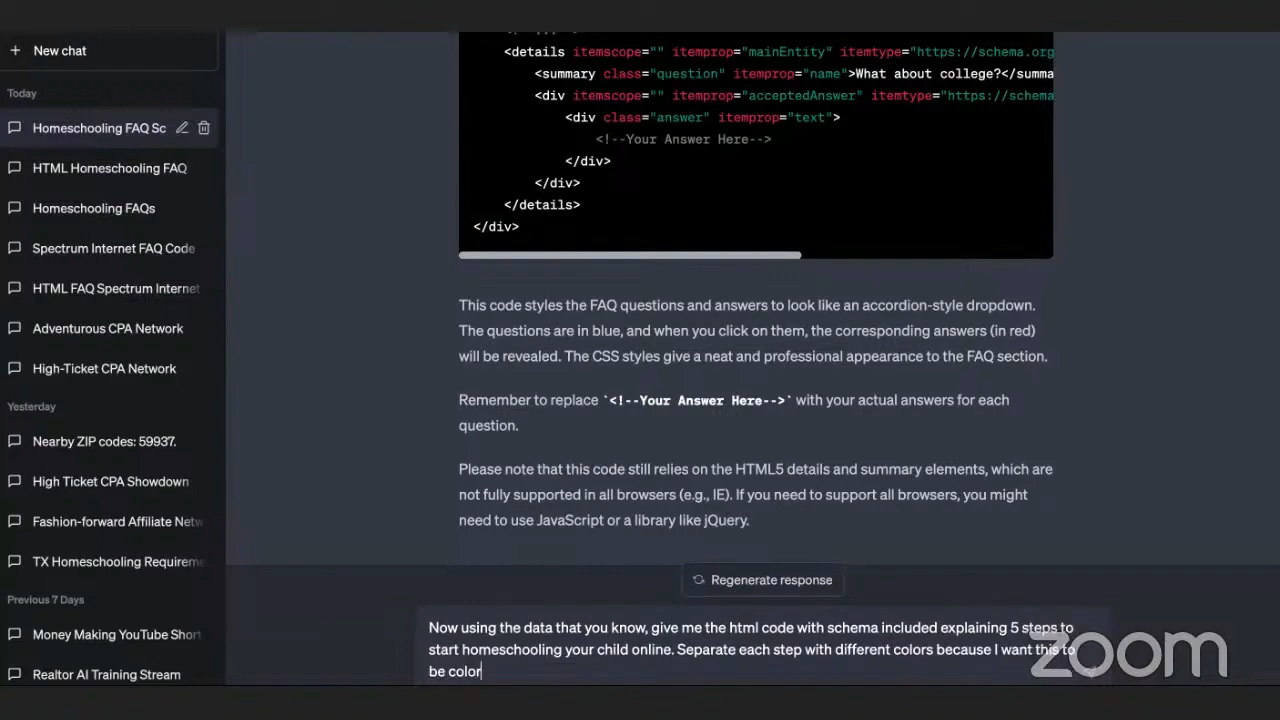 New chat
Today
Homeschooling FAQ Sc
HTML Homeschooling FAQ
Homeschooling FAQs
Spectrum Internet FAQ Code
HTML FAQ Spectrum Internet
Adventurous CPA Network
High-Ticket CPA Network
Yesterday
Nearby ZIP codes: 59937.
High Ticket CPA Showdown
Fashion-forward Affiliate Netw
TX Homeschooling Requireme
Previous 7 Days
Money Making YouTube Short
Realtor AI Training Stream
<details itemscope="" itemprop="mainEntity" itemtype="https://schema.org
<summary class="question" itemprop="name">What about college?</summa
<div itemscope="" itemprop="acceptedAnswer" itemtype="https://schema
<div class="answer" itemprop="text">
<!--Your Answer Here-->
</div>
</div>
</details>
</div>
This code styles the FAQ questions and answers to look like an accordion-style dropdown.
The questions are in blue, and when you click on them, the corresponding answers (in red)
will be revealed. The CSS styles give a neat and professional appearance to the FAQ section.
Remember to replace `<!--Your Answer Here-->` with your actual answers for each
question.
Please note that this code still relies on the HTML5 details and summary elements, which are
not fully supported in all browsers (e.g., IE). If you need to support all browsers, you might
need to use JavaScript or a library like jQuery.
Regenerate response
Now using the data that you know, give me the html code with schema included explaining 5 steps to
start homeschooling your child online. Separate each step with different colors because I want this to
be color
zoom